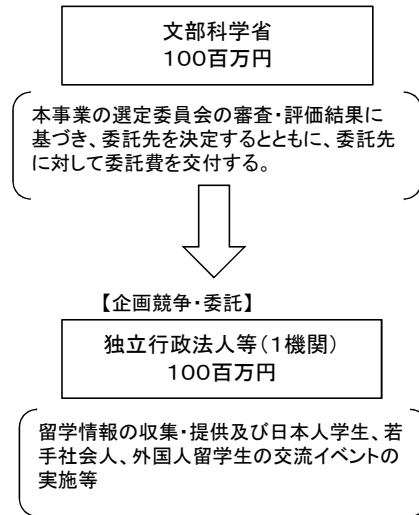 文部科学省
100百万円
本事業の選定委員会の審査・評価結果に
基づき、委託先を決定するとともに、委託先
に対して委託費を交付する。
【企画競争・委託】
独立行政法人等(1機関)
100百万円
留学情報の収集・提供及び日本人学生、若
手社会人、外国人留学生の交流イベントの
実施等